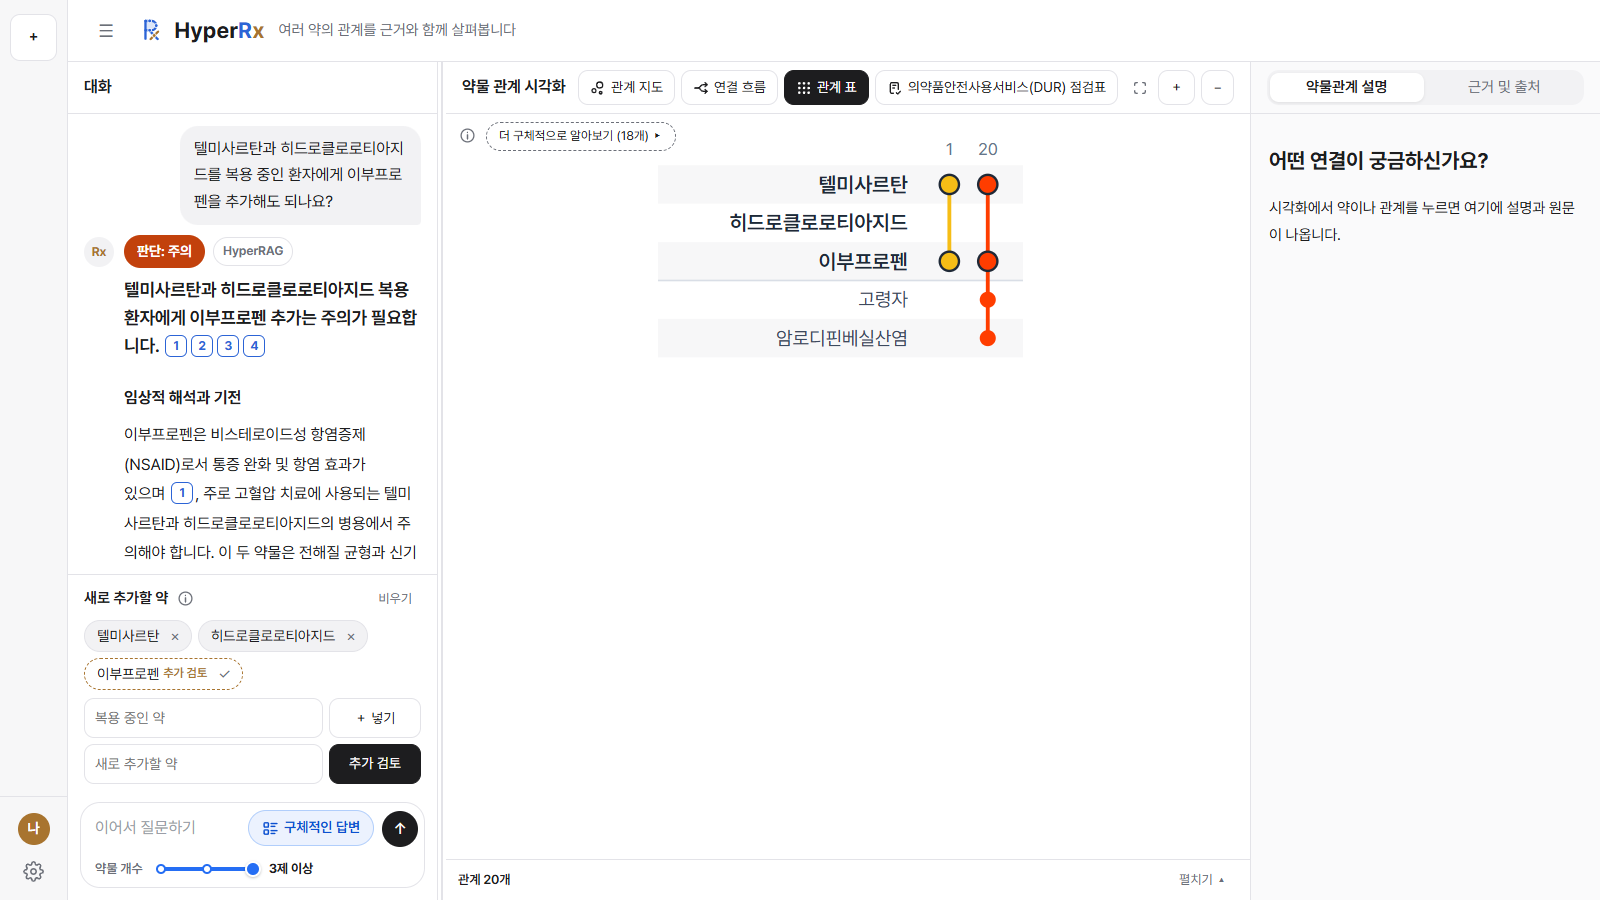 +
HyperRx
여러 약의 관계를 근거와 함께 살펴봅니다
대화
텔미사르탄과 히드로클로로티아지
드를 복용 중인 환자에게 이부프로
펜을 추가해도 되나요?
Rx
판단: 주의
HyperRAG
텔미사르탄과 히드로클로로티아지드 복용
환자에게 이부프로펜 추가는 주의가 필요합
니다. 1 2 3 4
임상적 해석과 기전
이부프로펜은 비스테로이드성 항염증제
(NSAID)로서 통증 완화 및 항염 효과가
있으며 1 , 주로 고혈압 치료에 사용되는 텔미
사르탄과 히드로클로로티아지드의 병용에서 주
의해야 합니다. 이 두 약물은 전해질 균형과 신기
새로 추가할 약
비우기
텔미사르탄 ×
히드로클로로티아지드 ×
이부프로펜 추가 검토
복용 중인 약
+ 넣기
새로 추가할 약
추가 검토
이어서 질문하기
구체적인 답변
약물 개수
3제 이상
나
약물 관계 시각화
관계 지도
연결 흐름
관계 표
의약품안전사용서비스(DUR) 점검표
+
−
더 구체적으로 알아보기 (18개)
1 20
텔미사르탄
히드로클로로티아지드
이부프로펜
고령자
암로디핀베실산염
관계 20개
펼치기
약물관계 설명
근거 및 출처
어떤 연결이 궁금하신가요?
시각화에서 약이나 관계를 누르면 여기에 설명과 원문
이 나옵니다.